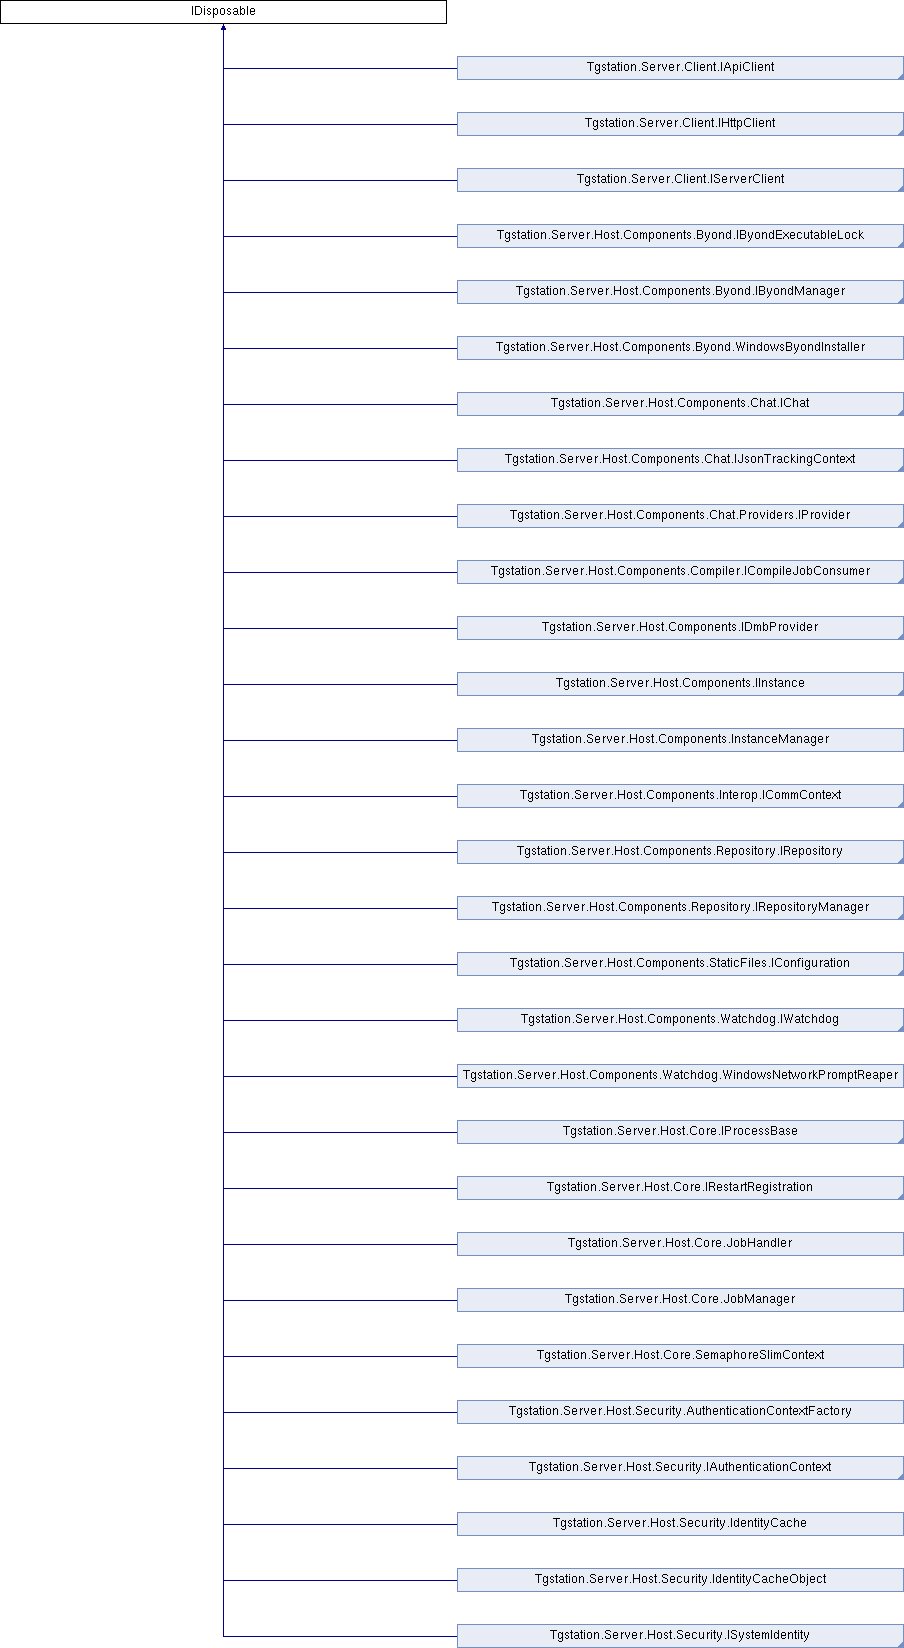 IDisposable
Tgstation.Server.Client.IApiClient
Tgstation.Server.Client.IHttpClient
Tgstation.Server.Client.IServerClient
Tgstation.Server.Host.Components.Byond.IByondExecutableLock
Tgstation.Server.Host.Components.Byond.IByondManager
Tgstation.Server.Host.Components.Byond.WindowsByondInstaller
Tgstation.Server.Host.Components.Chat.IChat
Tgstation.Server.Host.Components.Chat.IJsonTrackingContext
Tgstation.Server.Host.Components.Chat.Providers.IProvider
Tgstation.Server.Host.Components.Compiler.ICompileJobConsumer
Tgstation.Server.Host.Components.IDmbProvider
Tgstation.Server.Host.Components.IInstance
Tgstation.Server.Host.Components.InstanceManager
Tgstation.Server.Host.Components.Interop.ICommContext
Tgstation.Server.Host.Components.Repository.IRepository
Tgstation.Server.Host.Components.Repository.IRepositoryManager
Tgstation.Server.Host.Components.StaticFiles.IConfiguration
Tgstation.Server.Host.Components.Watchdog.IWatchdog
Tgstation.Server.Host.Components.Watchdog.WindowsNetworkPromptReaper
Tgstation.Server.Host.Core.IProcessBase
Tgstation.Server.Host.Core.IRestartRegistration
Tgstation.Server.Host.Core.JobHandler
Tgstation.Server.Host.Core.JobManager
Tgstation.Server.Host.Core.SemaphoreSlimContext
Tgstation.Server.Host.Security.AuthenticationContextFactory
Tgstation.Server.Host.Security.IAuthenticationContext
Tgstation.Server.Host.Security.IdentityCache
Tgstation.Server.Host.Security.IdentityCacheObject
Tgstation.Server.Host.Security.ISystemIdentity